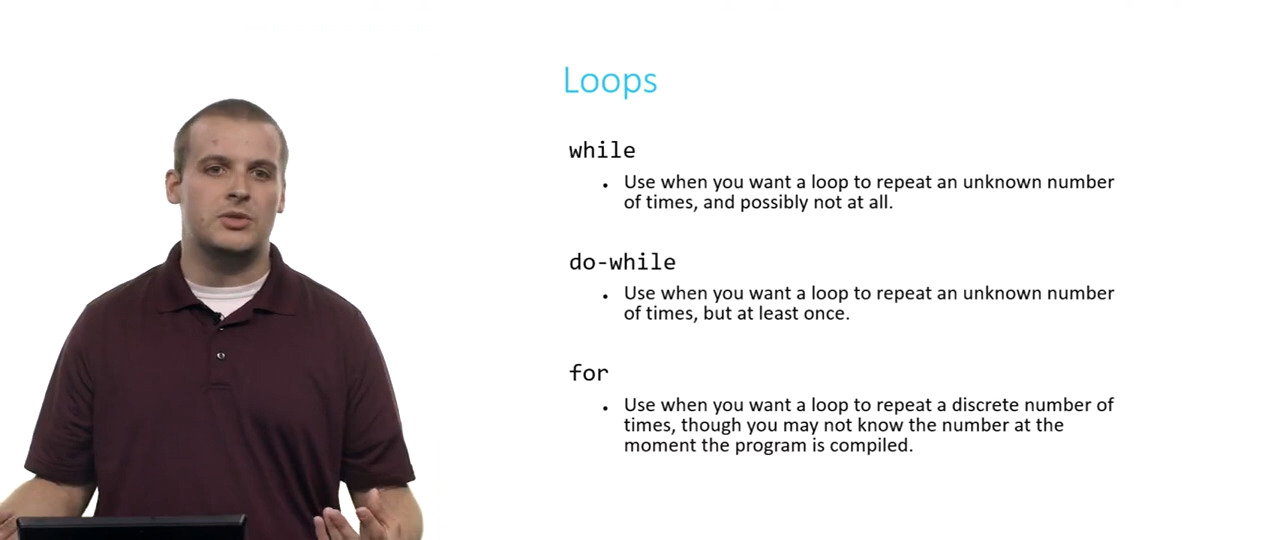 Loops
while
• Use when you want a loop to repeat an unknown number
of times, and possibly not at all.
do-while
• Use when you want a loop to repeat an unknown number
of times, but at least once.
for
• Use when you want a loop to repeat a discrete number of
times, though you may not know the number at the
moment the program is compiled.